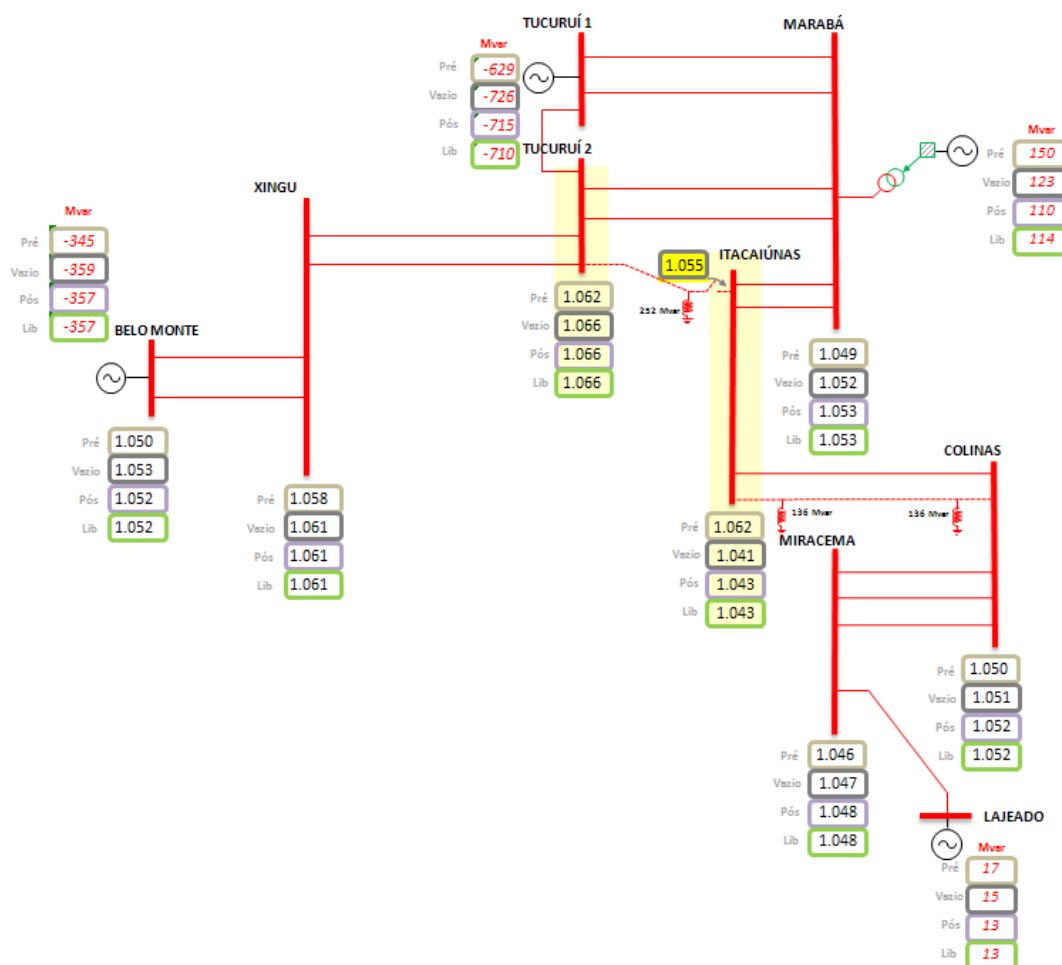 TUCURUÍ 1
MARABÁ
Mvar
Pré -629
Vazio -726
Pós -715
Lib -710
TUCURUÍ 2
Mvar
Pré 150
Vazio 123
Pós 110
Lib 114
XINGU
Mvar
Pré -345
Vazio -359
Pós -357
Lib -357
BELO MONTE
ITACAIÚNAS
1.055
252 Mvar
Pré 1.062
Vazio 1.066
Pós 1.066
Lib 1.066
Pré 1.049
Vazio 1.052
Pós 1.053
Lib 1.053
Pré 1.050
Vazio 1.053
Pós 1.052
Lib 1.052
Pré 1.058
Vazio 1.061
Pós 1.061
Lib 1.061
COLINAS
136 Mvar
136 Mvar
Pré 1.062
Vazio 1.041
Pós 1.043
Lib 1.043
MIRACEMA
Pré 1.050
Vazio 1.051
Pós 1.052
Lib 1.052
Pré 1.046
Vazio 1.047
Pós 1.048
Lib 1.048
LAJEADO
Mvar
Pré 17
Vazio 15
Pós 13
Lib 13